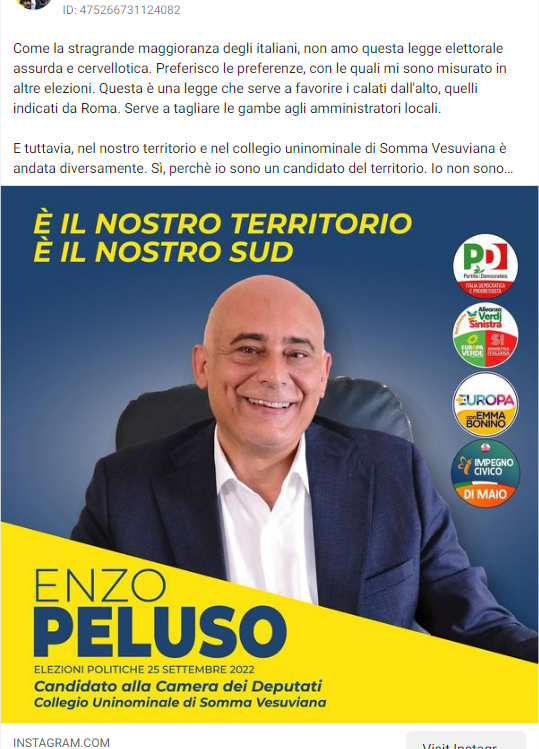 ID: 475266731124082
Come la stragrande maggioranza degli italiani, non amo questa legge elettorale
assurda e cervellotica. Preferisco le preferenze, con le quali mi sono misurato in
altre elezioni. Questa è una legge che serve a favorire i calati dall'alto, quelli
indicati da Roma. Serve a tagliare le gambe agli amministratori locali.
E tuttavia, nel nostro territorio e nel collegio uninominale di Somma Vesuviana è
andata diversamente. Sì, perchè io sono un candidato del territorio. Io non sono...
È IL NOSTRO TERRITORIO
È IL NOSTRO SUD
PD
Partito Democratico
ITALIA DEMOCRATICA
E PROGRESSISTA
Alleanza
Verdi
Sinistra
EUROPA
VERDE
SI
SINISTRA
ITALIANA
+EUROPA
con EMMA
BONINO
IMPEGNO
CIVICO
DI MAIO
ENZO
PELUSO
ELEZIONI POLITICHE 25 SETTEMBRE 2022
Candidato alla Camera dei Deputati
Collegio Uninominale di Somma Vesuviana
INSTAGRAM.COM
Visit Instagr